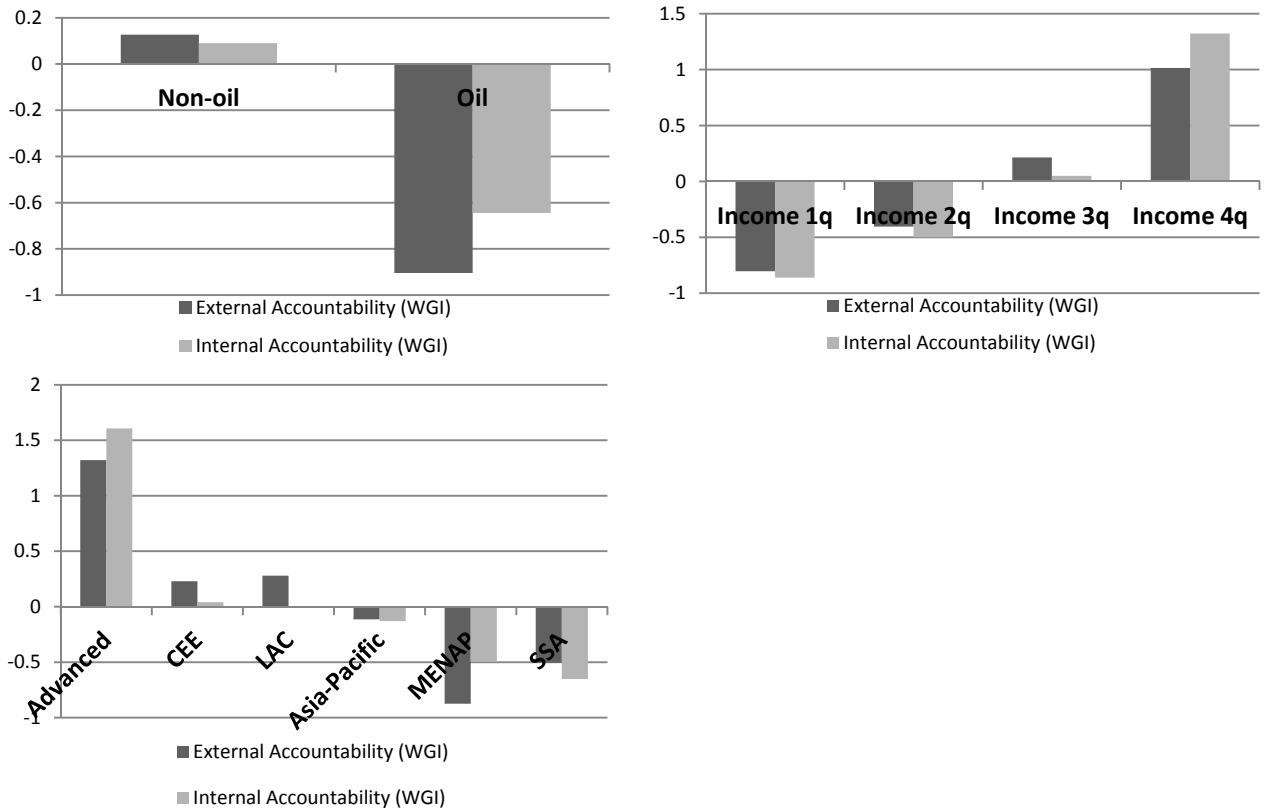 0.2
0
-0.2
-0.4
-0.6
-0.8
-1
Non-oil
Oil
External Accountability (WGI)
Internal Accountability (WGI)
1.5
1
0.5
0
-0.5
-1
Income 1q
Income 2q
Income 3q
Income 4q
External Accountability (WGI)
Internal Accountability (WGI)
2
1.5
1
0.5
0
-0.5
-1
Advanced
CEE
LAC
Asia-Pacific
MENAP
SSA
External Accountability (WGI)
Internal Accountability (WGI)